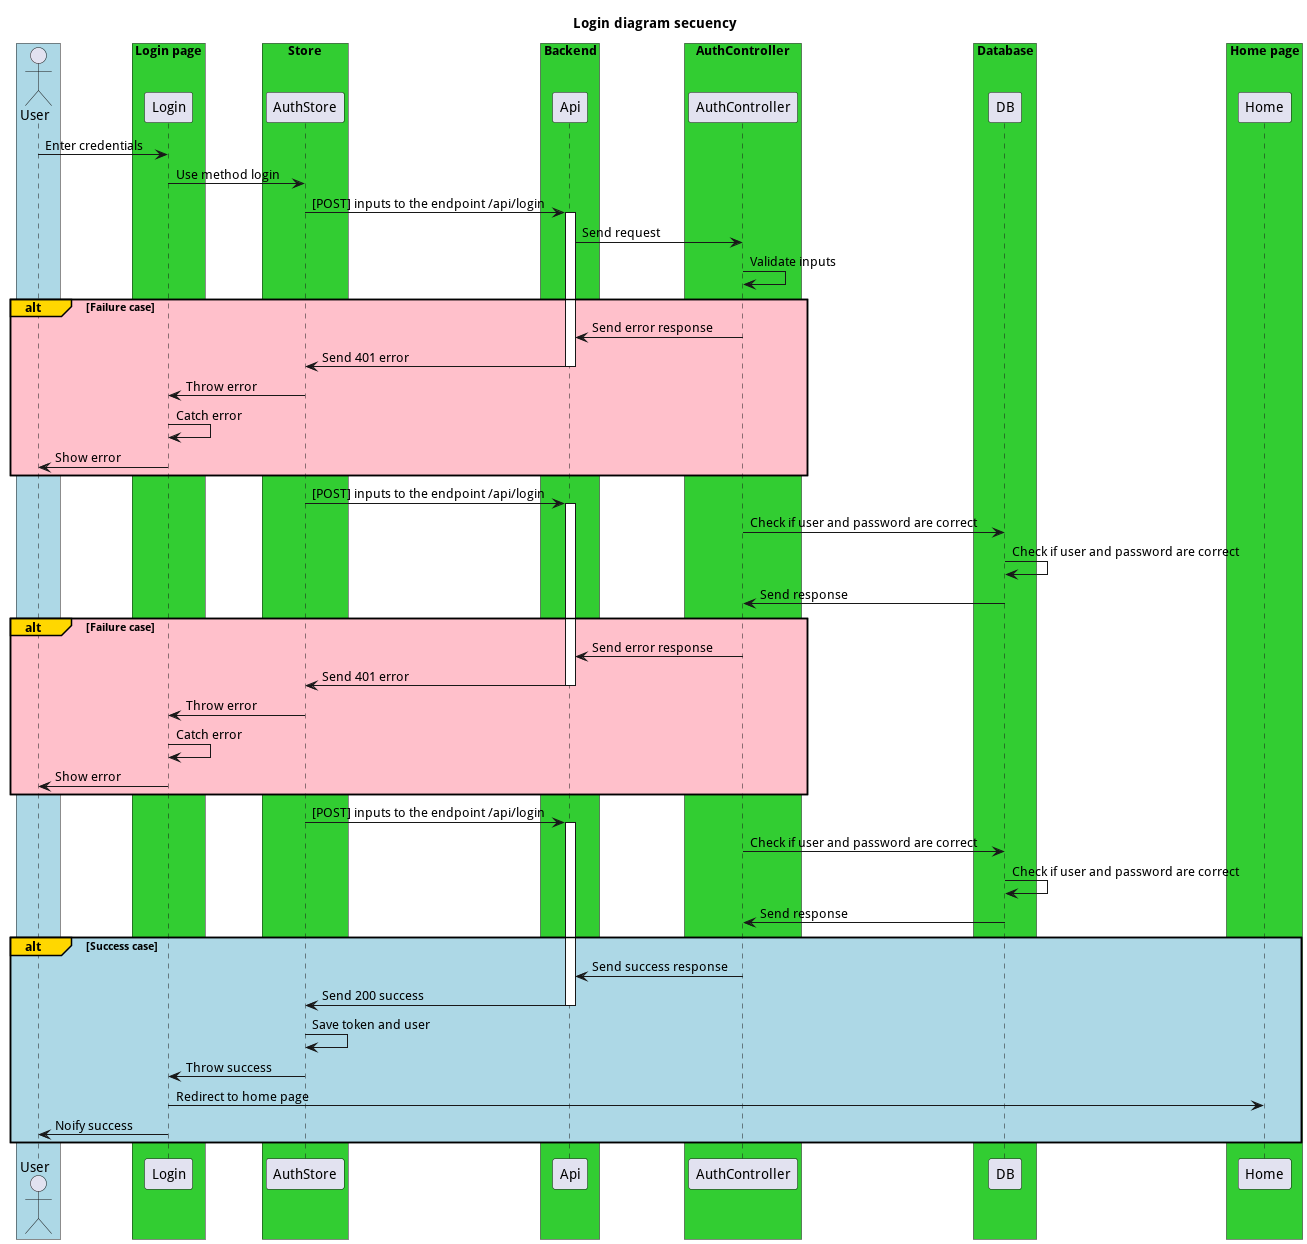 Login diagram secuency
Login page
Store
Backend
AuthController
Database
Home page
User
Login
AuthStore
Api
AuthController
DB
Home
Enter credentials
Use method login
[POST] inputs to the endpoint /api/login
Send request
Validate inputs
alt
[Failure case]
Send error response
Send 401 error
Throw error
Catch error
Show error
[POST] inputs to the endpoint /api/login
Check if user and password are correct
Check if user and password are correct
Send response
alt
[Failure case]
Send error response
Send 401 error
Throw error
Catch error
Show error
[POST] inputs to the endpoint /api/login
Check if user and password are correct
Check if user and password are correct
Send response
alt
[Success case]
Send success response
Send 200 success
Save token and user
Throw success
Redirect to home page
Noify success
User
Login
AuthStore
Api
AuthController
DB
Home